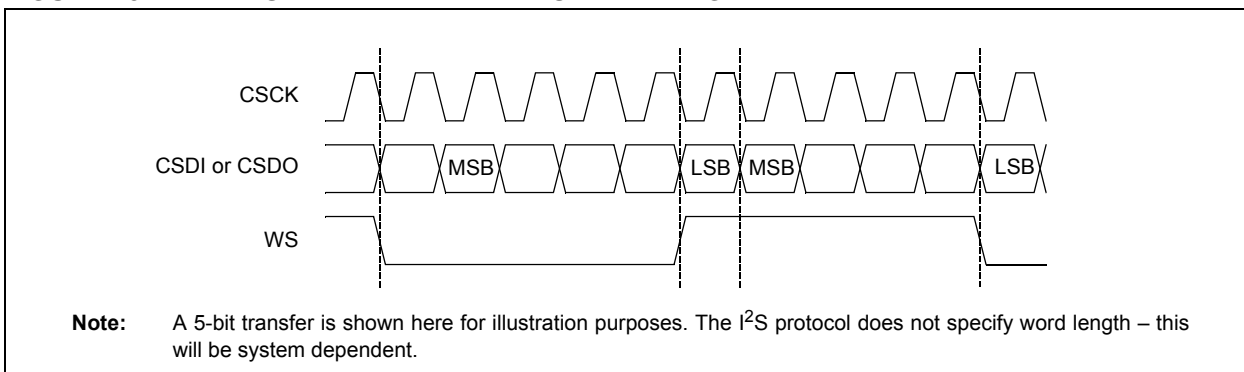 CSCK
CSDI or CSDO
MSB LSB MSB LSB
WS
Note: A 5-bit transfer is shown here for illustration purposes. The I²S protocol does not specify word length – this
will be system dependent.